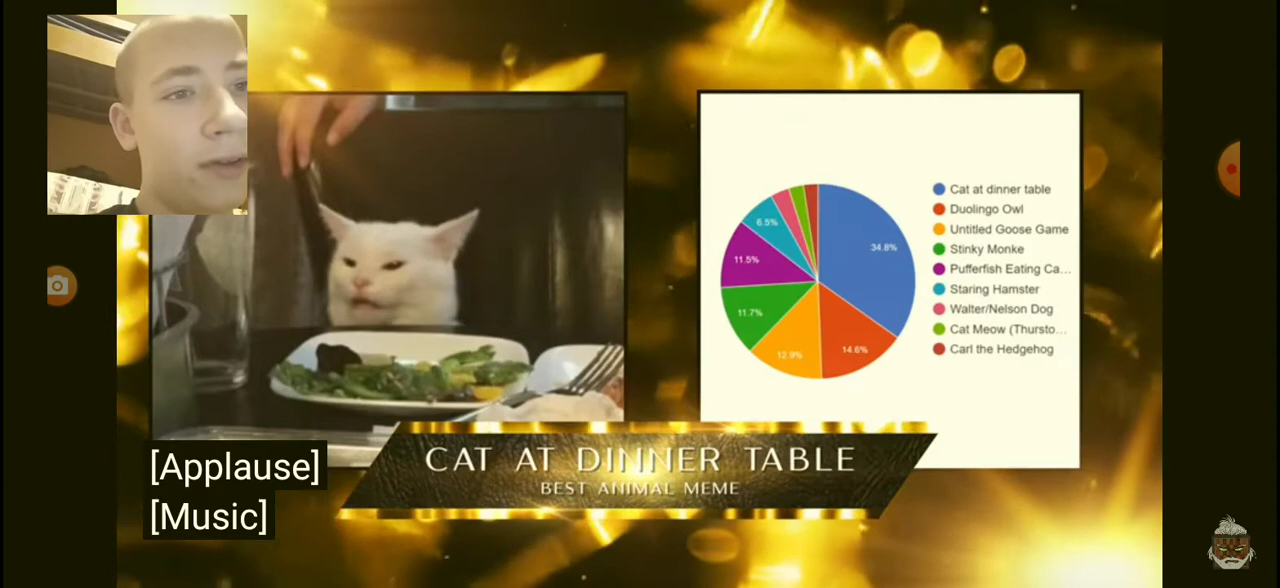 [Applause]
[Music]
CAT AT DINNER TABLE
BEST ANIMAL MEME
34.8%
14.6%
12.9%
11.7%
11.5%
6.5%
Cat at dinner table
Duolingo Owl
Untitled Goose Game
Stinky Monke
Pufferfish Eating Ca...
Staring Hamster
Walter/Nelson Dog
Cat Meow (Thursto...
Carl the Hedgehog